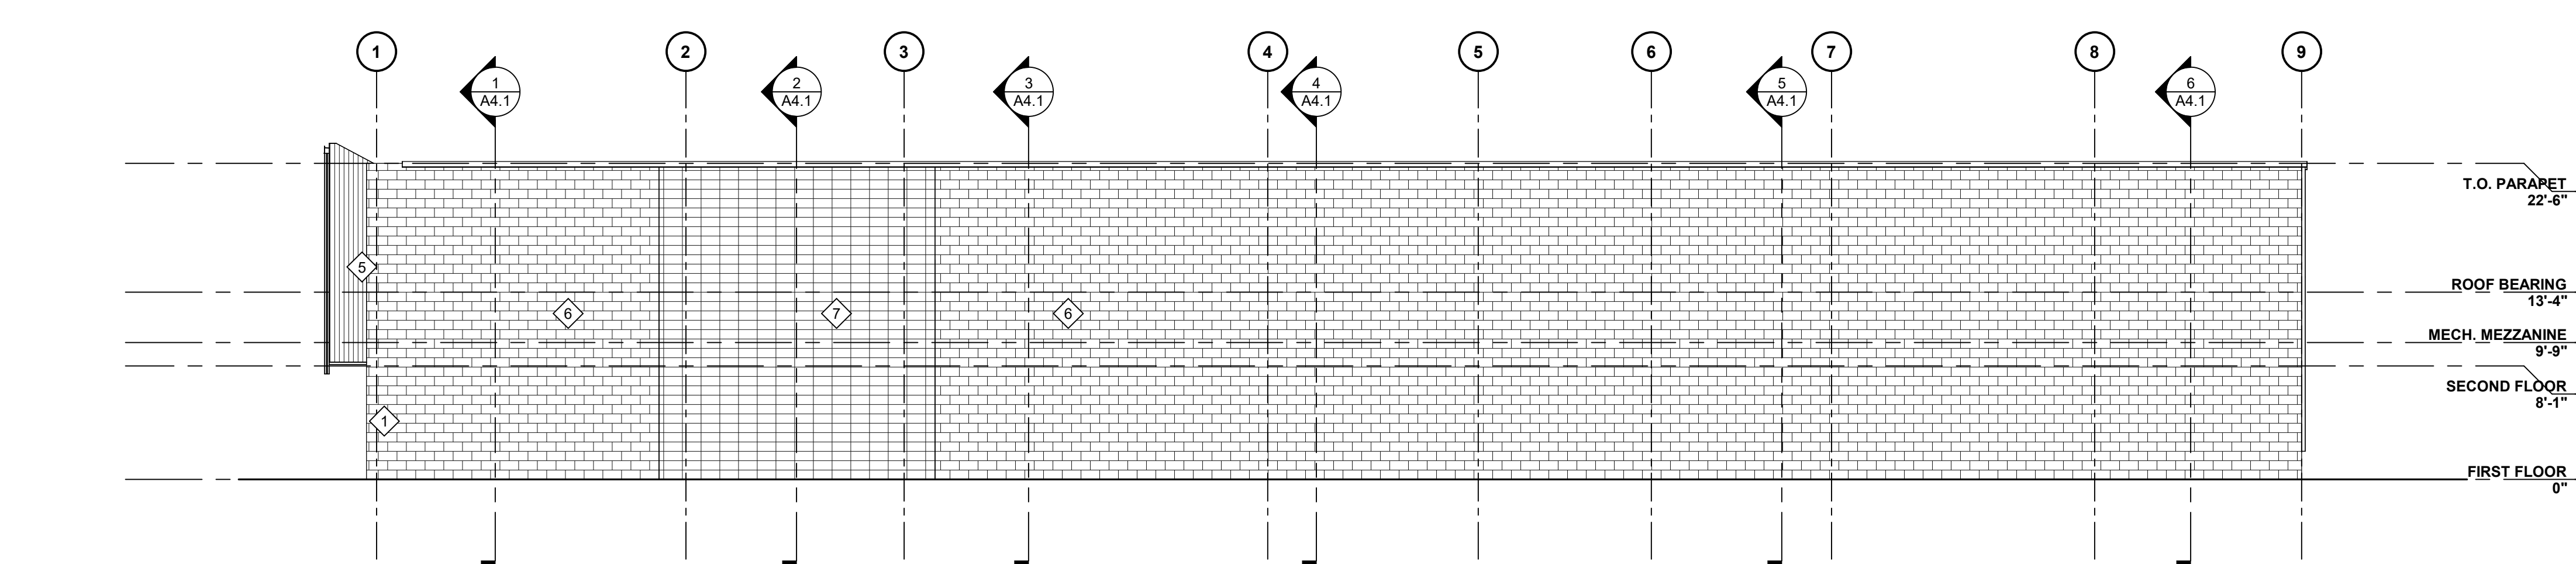 1
2
3
4
5
6
7
8
9
1
A4.1
2
A4.1
3
A4.1
4
A4.1
5
A4.1
6
A4.1
T.O. PARAPET
22'-6"
5
ROOF BEARING
13'-4"
6
7
6
MECH. MEZZANINE
9'-9"
SECOND FLOOR
8'-1"
1
FIRST FLOOR
0"